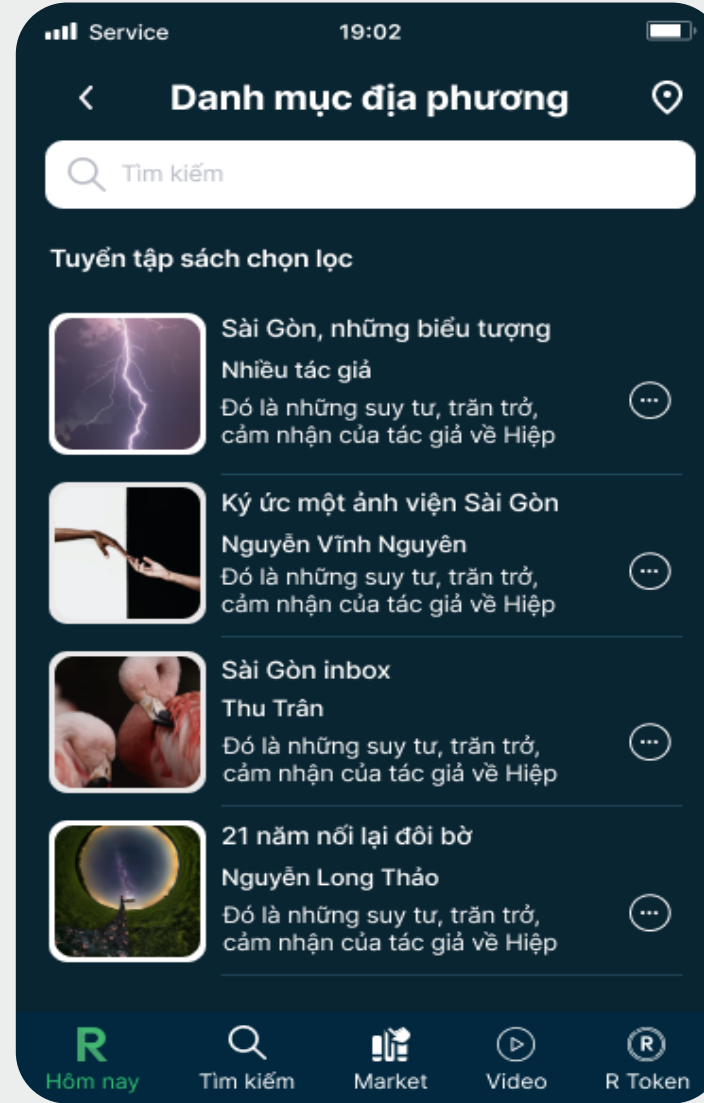 Service 19:02
Danh mục địa phương
Tìm kiếm
Tuyển tập sách chọn lọc
Sài Gòn, những biểu tượng
Nhiều tác giả
Đó là những suy tư, trăn trở,
cảm nhận của tác giả về Hiệp
Ký ức một ảnh viện Sài Gòn
Nguyễn Vĩnh Nguyên
Đó là những suy tư, trăn trở,
cảm nhận của tác giả về Hiệp
Sài Gòn inbox
Thu Trân
Đó là những suy tư, trăn trở,
cảm nhận của tác giả về Hiệp
21 năm nối lại đôi bờ
Nguyễn Long Thảo
Đó là những suy tư, trăn trở,
cảm nhận của tác giả về Hiệp
R R
Hôm nay Tìm kiếm Market Video R Token